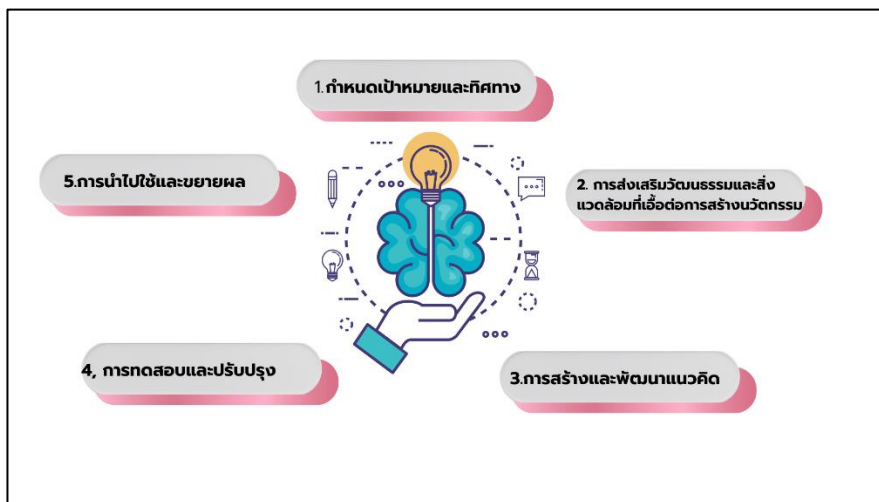 1.กำหนดเป้าหมายและทิศทาง
2. การส่งเสริมวัฒนธรรมและสิ่ง
แวดล้อมที่เอื้อต่อการสร้างนวัตกรรม
3.การสร้างและพัฒนาแนวคิด
4, การทดสอบและปรับปรุง
5.การนำไปใช้และขยายผล